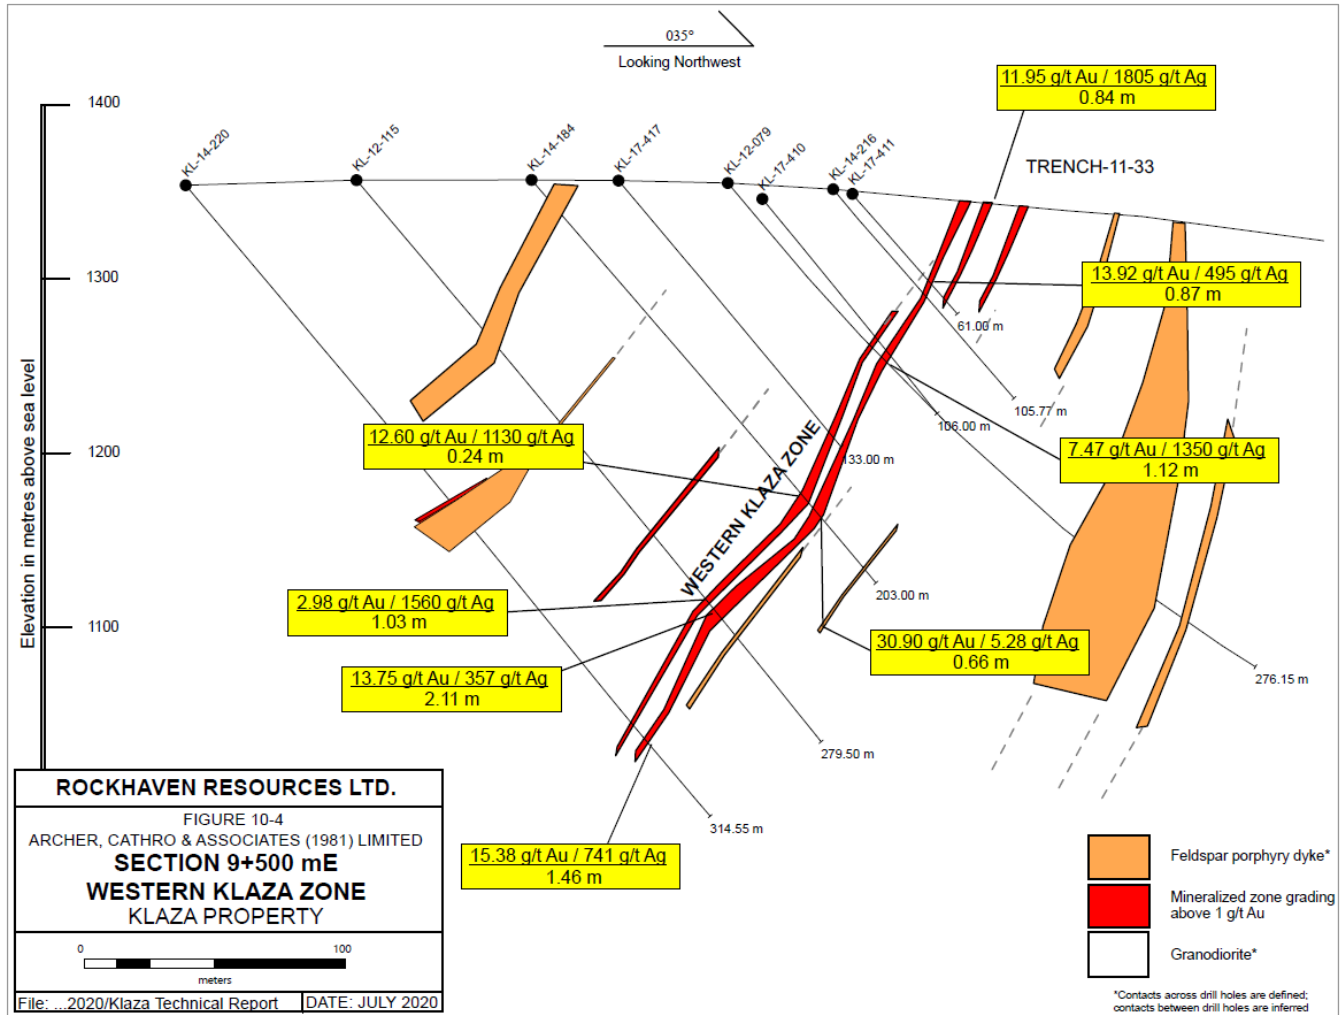 035°
Looking Northwest
11.95 g/t Au / 1805 g/t Ag
0.84 m
1400
KL-14-220
KL-12-115
KL-14-184
KL-17-417
KL-12-079
KL-17-410
KL-14-216
KL-17-411
TRENCH-11-33
1300
13.92 g/t Au / 495 g/t Ag
0.87 m
61.00 m
105.77 m
106.00 m
12.60 g/t Au / 1130 g/t Ag
0.24 m
1200
133.00 m
7.47 g/t Au / 1350 g/t Ag
1.12 m
WESTERN KLAZA ZONE
Elevation in metres above sea level
2.98 g/t Au / 1560 g/t Ag
1.03 m
203.00 m
1100
30.90 g/t Au / 5.28 g/t Ag
0.66 m
13.75 g/t Au / 357 g/t Ag
2.11 m
276.15 m
279.50 m
314.55 m
15.38 g/t Au / 741 g/t Ag
1.46 m
ROCKHAVEN RESOURCES LTD.
FIGURE 10-4
ARCHER, CATHRO & ASSOCIATES (1981) LIMITED
SECTION 9+500 mE
WESTERN KLAZA ZONE
KLAZA PROPERTY
0 100
meters
File: ...2020/Klaza Technical Report DATE: JULY 2020
Feldspar porphyry dyke*
Mineralized zone grading
above 1 g/t Au
Granodiorite*
*Contacts across drill holes are defined;
contacts between drill holes are inferred